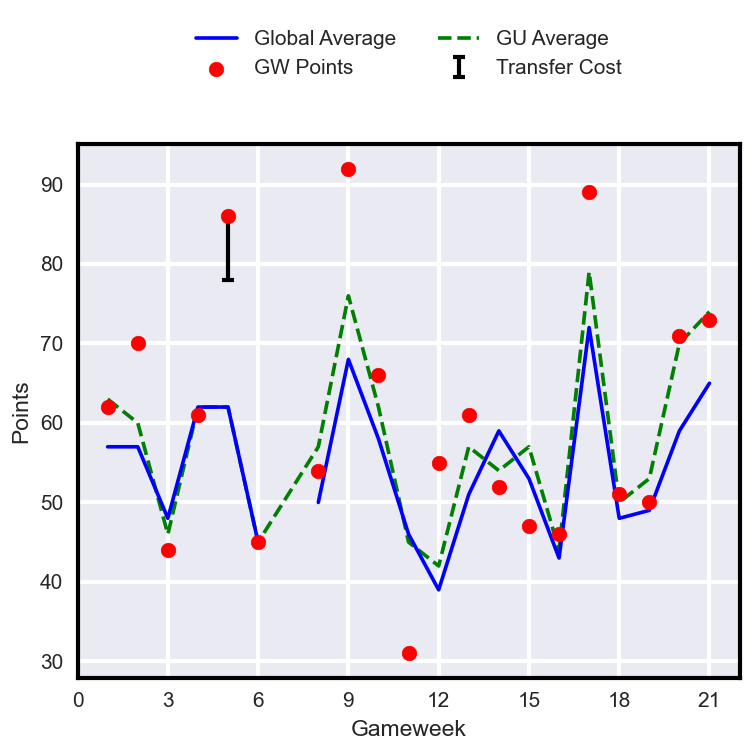 Global Average
GU Average
GW Points
Transfer Cost
90
80
70
60
50
40
30
Points
0 3 6 9 12 15 18 21
Gameweek